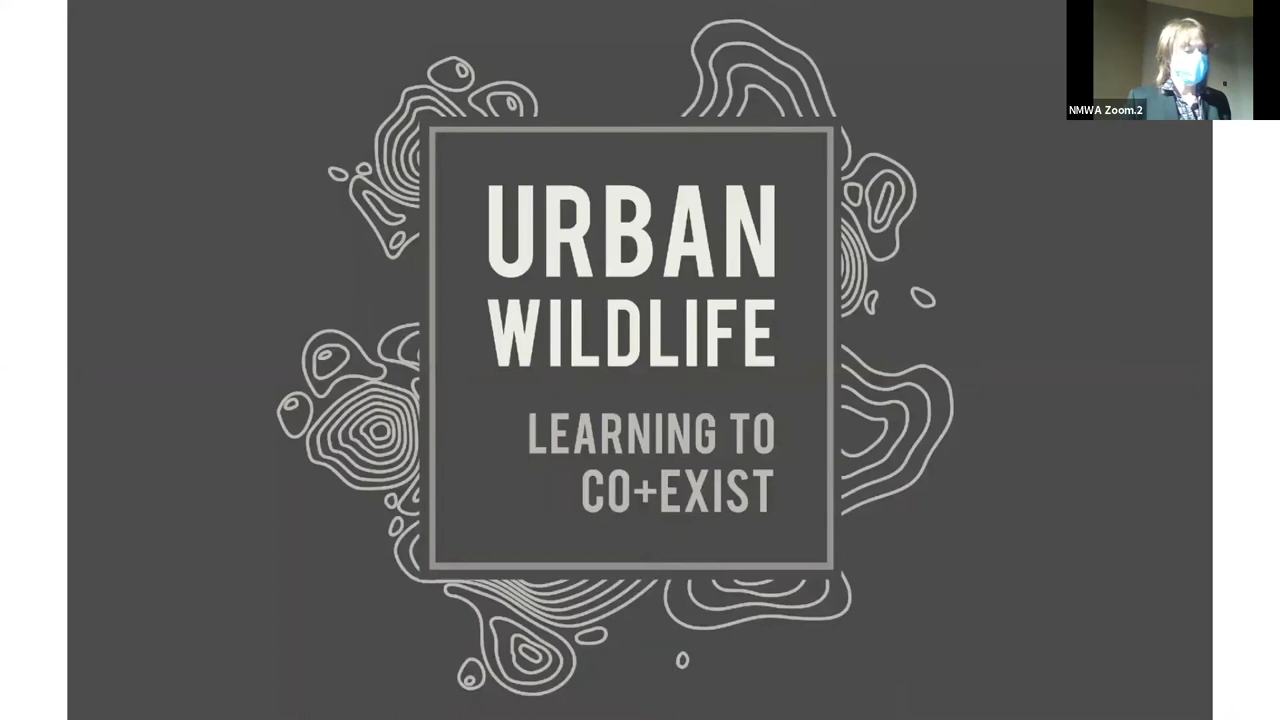 URBAN
WILDLIFE
LEARNING TO
CO+EXIST
NMWA Zoom.2